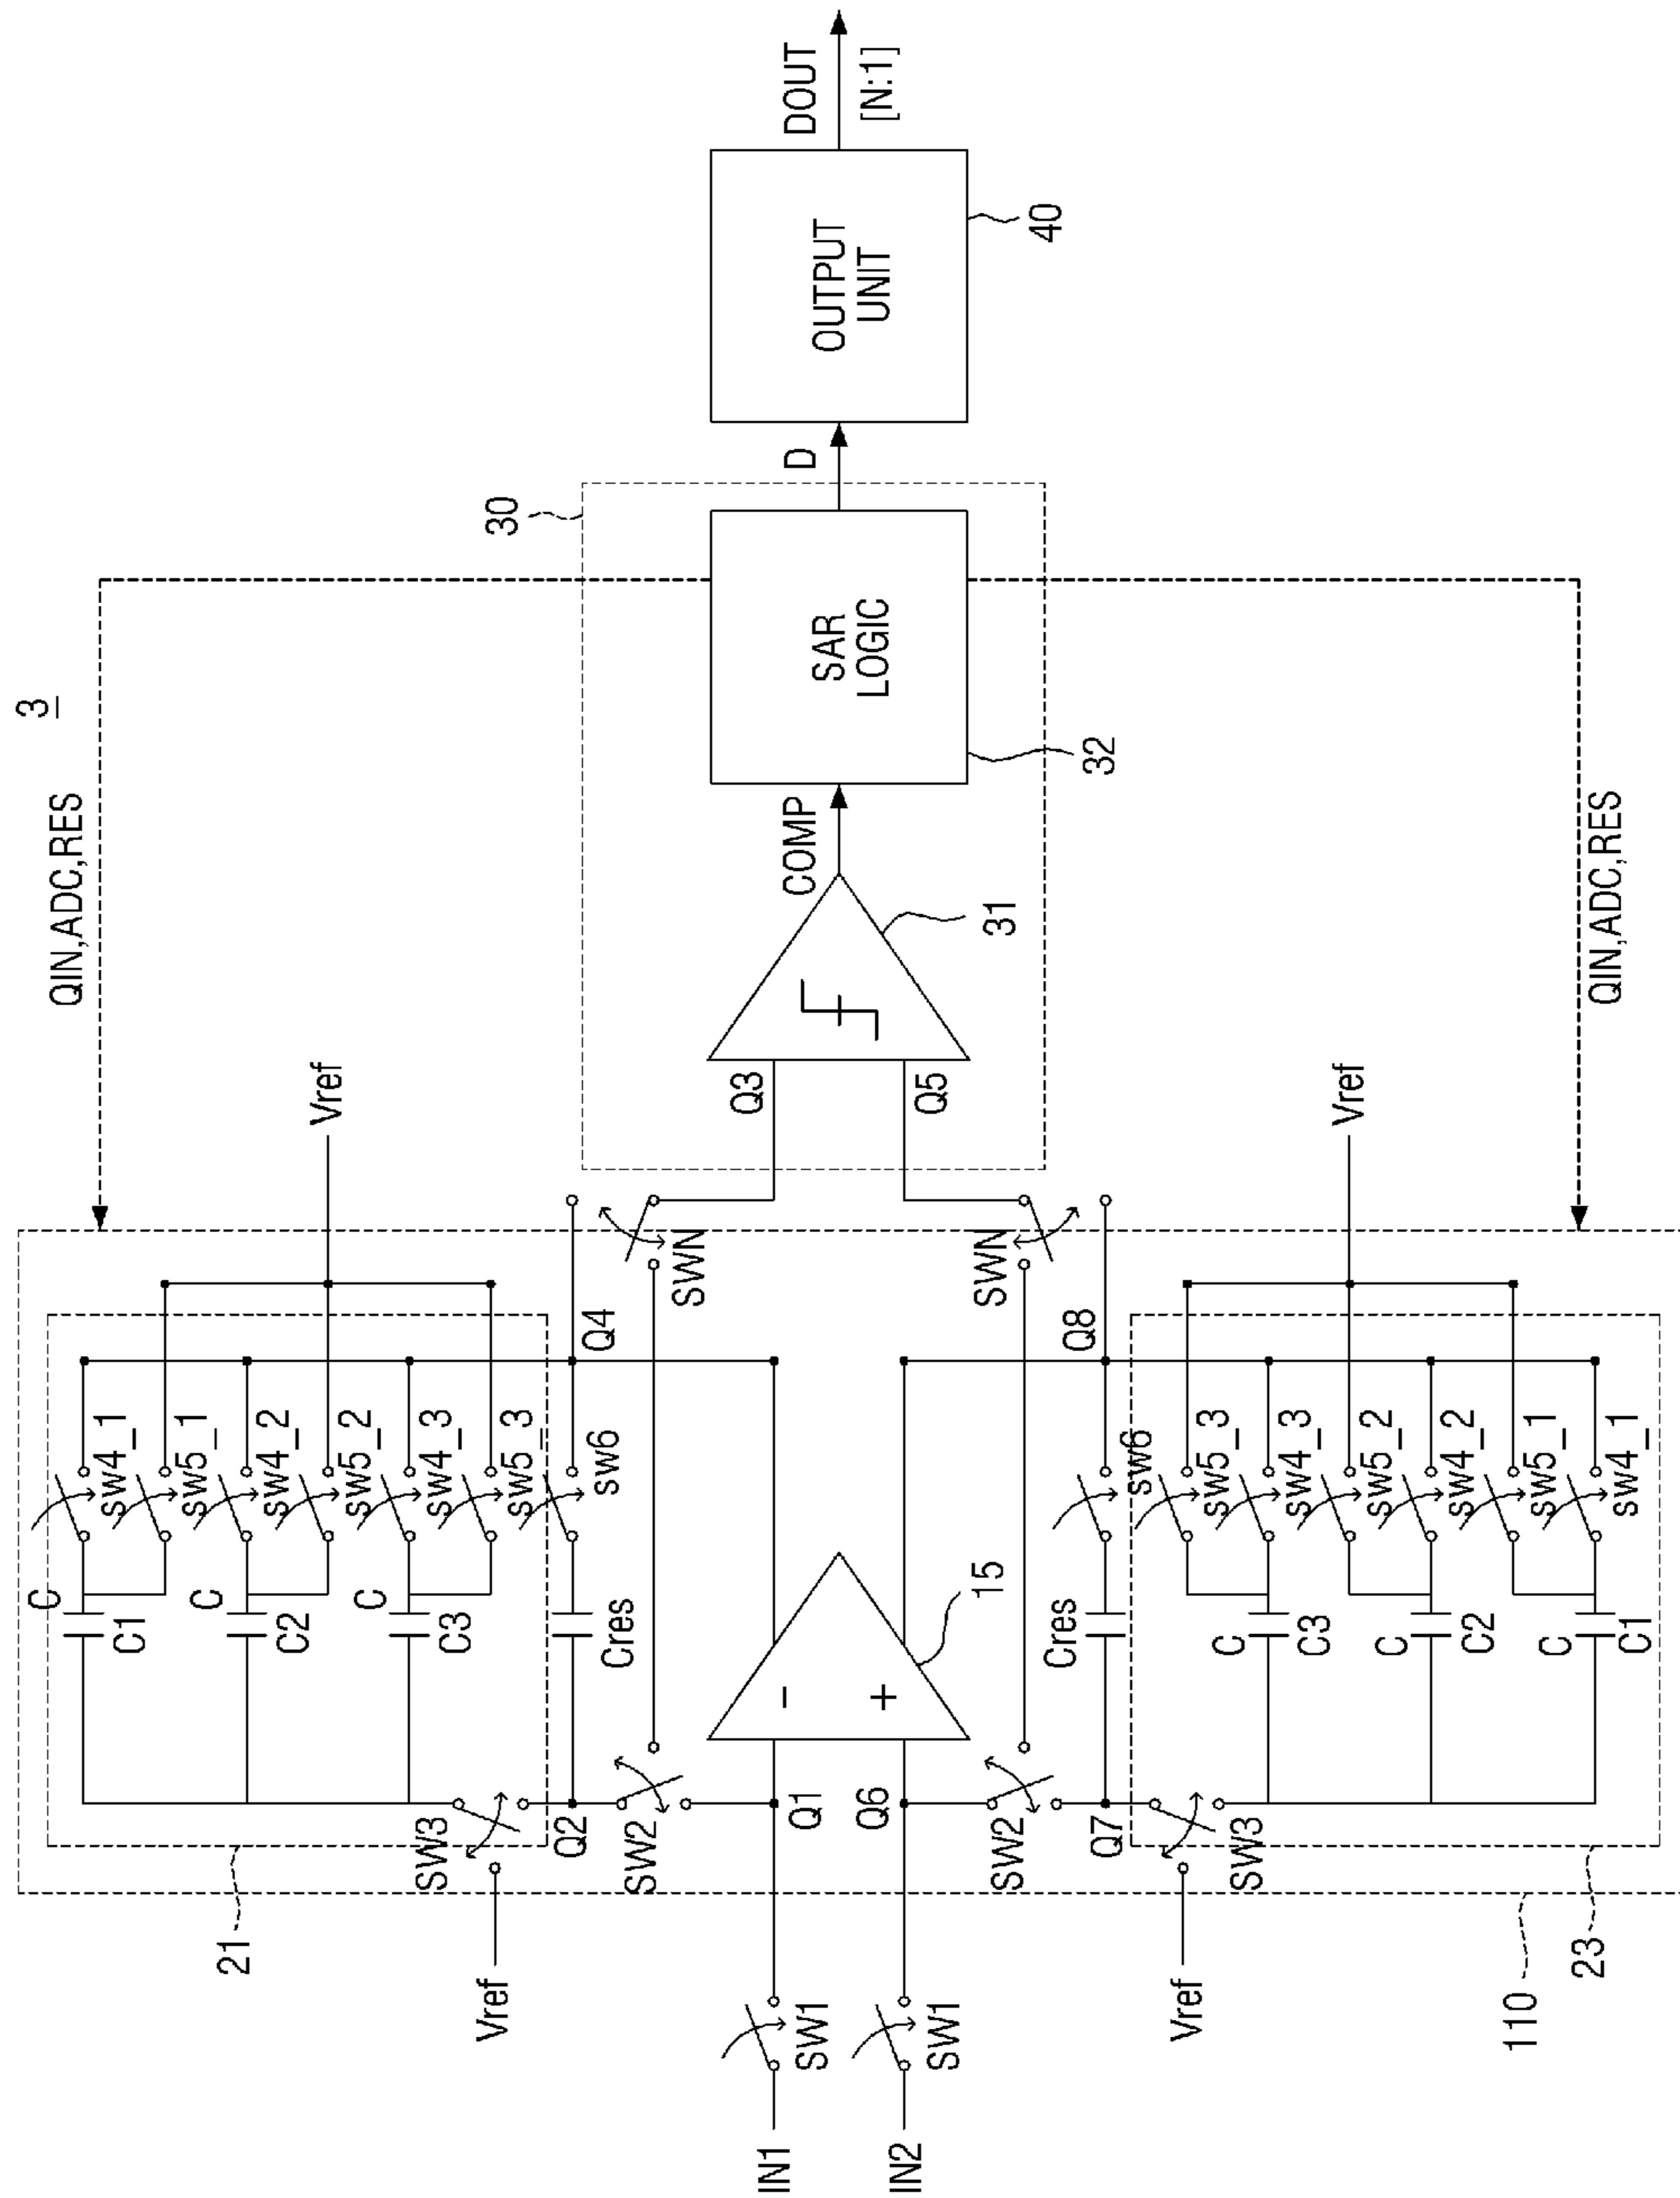 3
QIN,ADC,RES
QIN,ADC,RES
21
C
C1
sw4_1
sw5_1
C
C2
sw4_2
sw5_2
C
C3
sw4_3
sw5_3
Vref
SW3
Vref
Q2
Cres
sw6
Q4
SW2
SWN
IN1
SW1
Q1
-
15
IN2
SW1
Q6
+
SW2
SWN
Q7
Cres
sw6
Q8
Vref
SW3
C
C3
sw5_3
sw4_3
C
C2
sw5_2
sw4_2
C
C1
sw5_1
sw4_1
Vref
110
23
30
Q3
Q5
31
COMP
SAR
LOGIC
32
D
OUTPUT
UNIT
40
DOUT
[N:1]